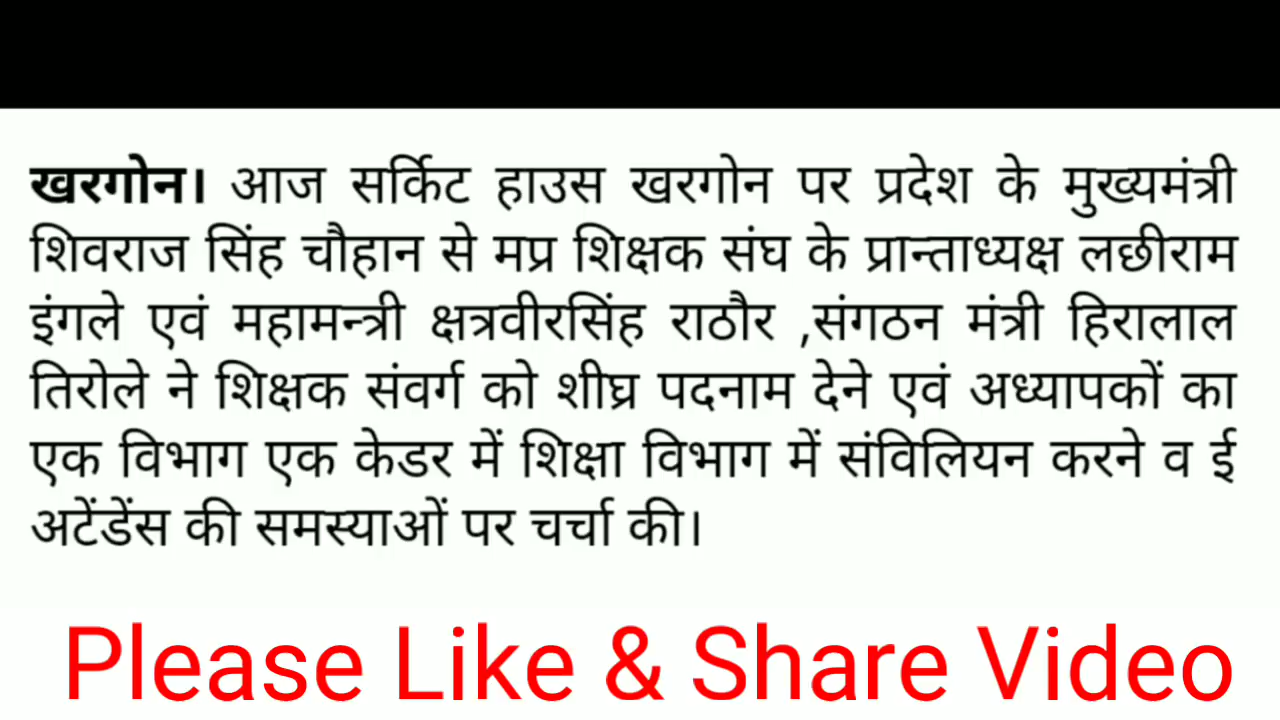 खरगोन। आज सर्किट हाउस खरगोन पर प्रदेश के मुख्यमंत्री
शिवराज सिंह चौहान से मप्र शिक्षक संघ के प्रान्ताध्यक्ष लछीराम
इंगले एवं महामन्त्री क्षत्रवीरसिंह राठौर ,संगठन मंत्री हिरालाल
तिरोले ने शिक्षक संवर्ग को शीघ्र पदनाम देने एवं अध्यापकों का
एक विभाग एक केडर में शिक्षा विभाग में संविलियन करने व ई
अटेंडेंस की समस्याओं पर चर्चा की।
Please Like & Share Video